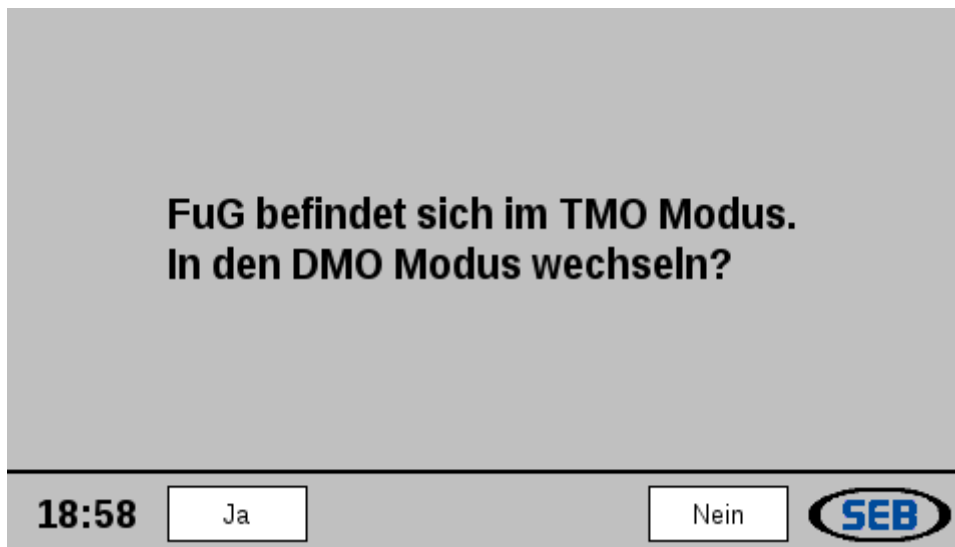 FuG befindet sich im TMO Modus.
In den DMO Modus wechseln?
18:58 Ja Nein SEB